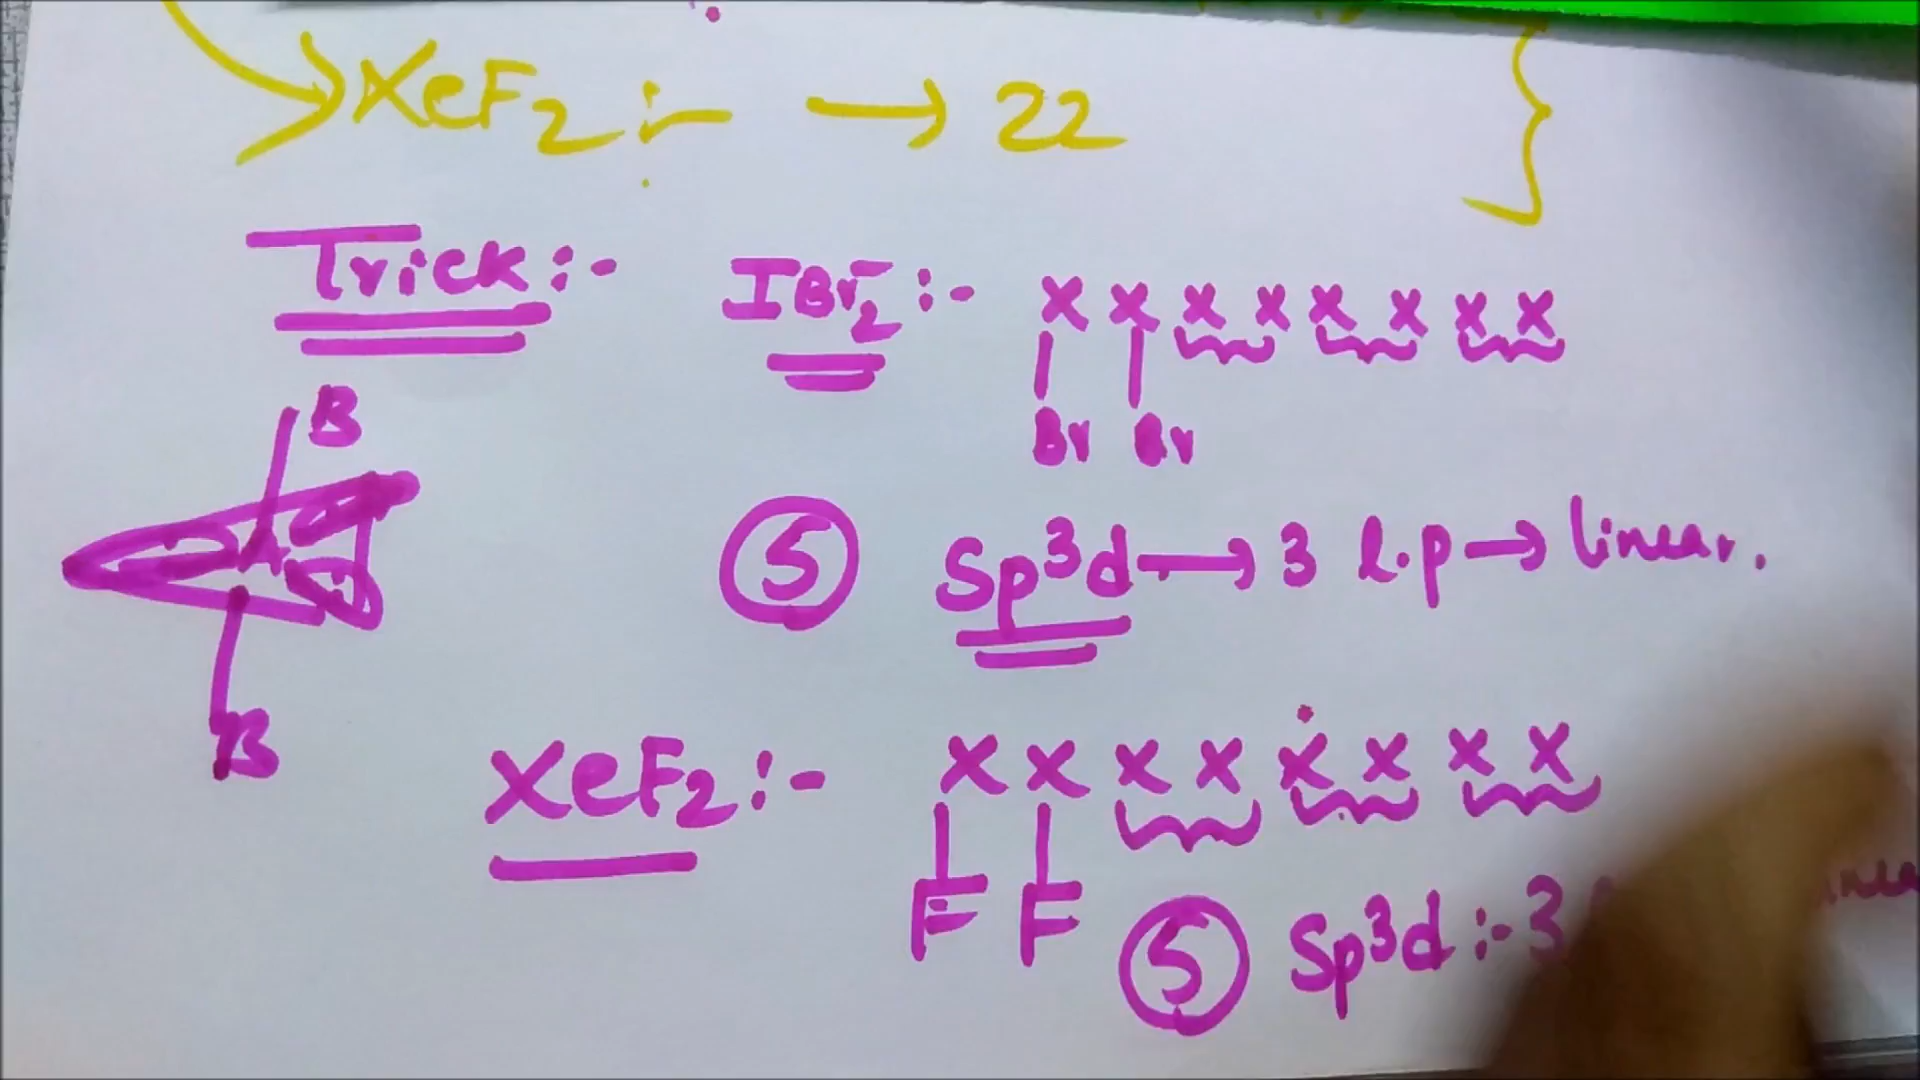 XeF2 :- → 22
Trick :- IBr2- :- x x x x x x x x
Br Br
B
A
B
5 Sp3d → 3 l.p → linear.
XeF2 :- x x x x x x x x
F F
5 Sp3d :- 3